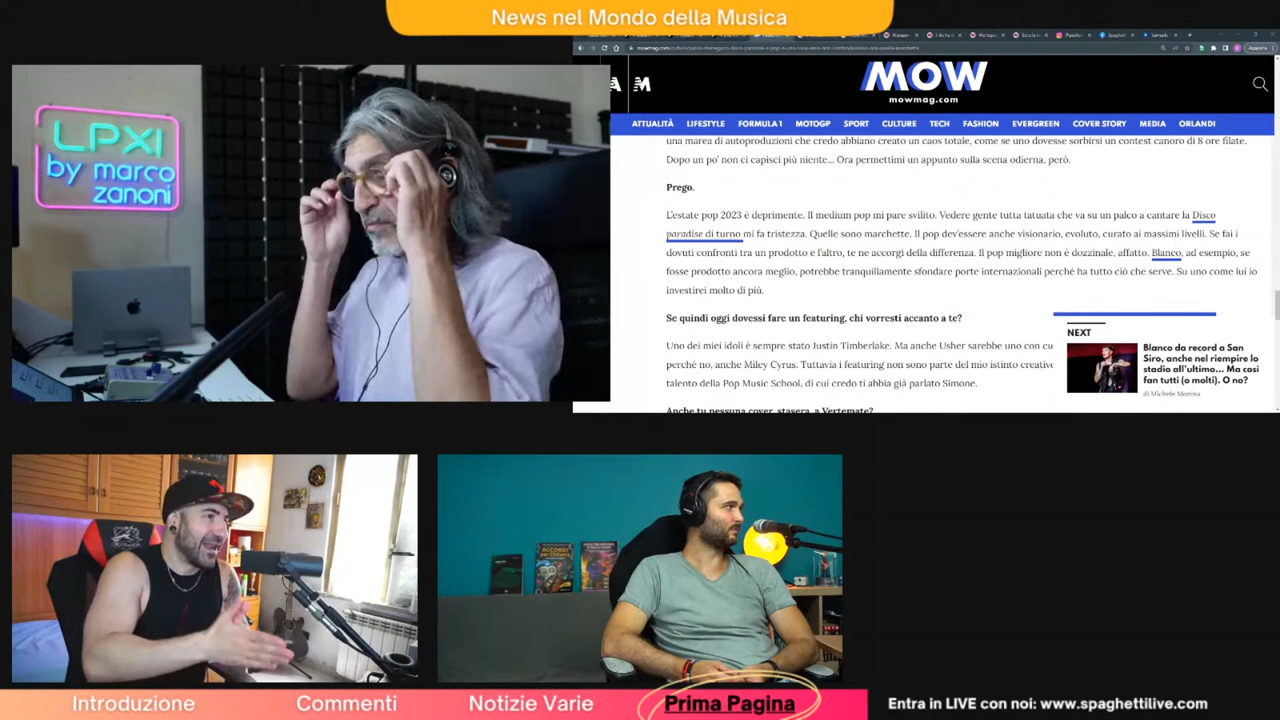 News nel Mondo della Musica
LPXI
by marco
zanoni
MOW
mowmag.com
ATTUALITÀ LIFESTYLE FORMULA 1 MOTOGP SPORT CULTURE TECH FASHION EVERGREEN COVER STORY MEDIA ORLANDI
una marea di autoproduzioni che credo abbiano creato un caos totale, come se uno dovesse sorbirsi un contest canoro di 8 ore filate.
Dopo un po' non ci capisci più niente... Ora permettimi un appunto sulla scena odierna, però.
Prego.
L'estate pop 2023 è deprimente. Il medium pop mi pare svilito. Vedere gente tutta tatuata che va su un palco a cantare la Disco
paradise di turno mi fa tristezza. Quelle sono marchette. Il pop dev'essere anche visionario, evoluto, curato ai massimi livelli. Se fai i
dovuti confronti tra un prodotto e l'altro, te ne accorgi della differenza. Il pop migliore non è dozzinale, affatto. Blanco, ad esempio, se
fosse prodotto ancora meglio, potrebbe tranquillamente sfondare porte internazionali perché ha tutto ciò che serve. Su uno come lui io
investirei molto di più.
Se quindi oggi dovessi fare un featuring, chi vorresti accanto a te?
Uno dei miei idoli è sempre stato Justin Timberlake. Ma anche Usher sarebbe uno con cu
perché no, anche Miley Cyrus. Tuttavia i featuring non sono parte del mio istinto creativo
talento della Pop Music School, di cui credo ti abbia già parlato Simone.
Anche tu nessuna cover, stasera, a Vertemate?
NEXT
Blanco da record a San
Siro, anche nel riempire lo
stadio all'ultimo... Ma così
fan tutti (o molti). O no?
di Michele Monina
ACCORDI
per CHITARRA
Introduzione Commenti Notizie Varie Prima Pagina
Entra in LIVE con noi: www.spaghettilive.com